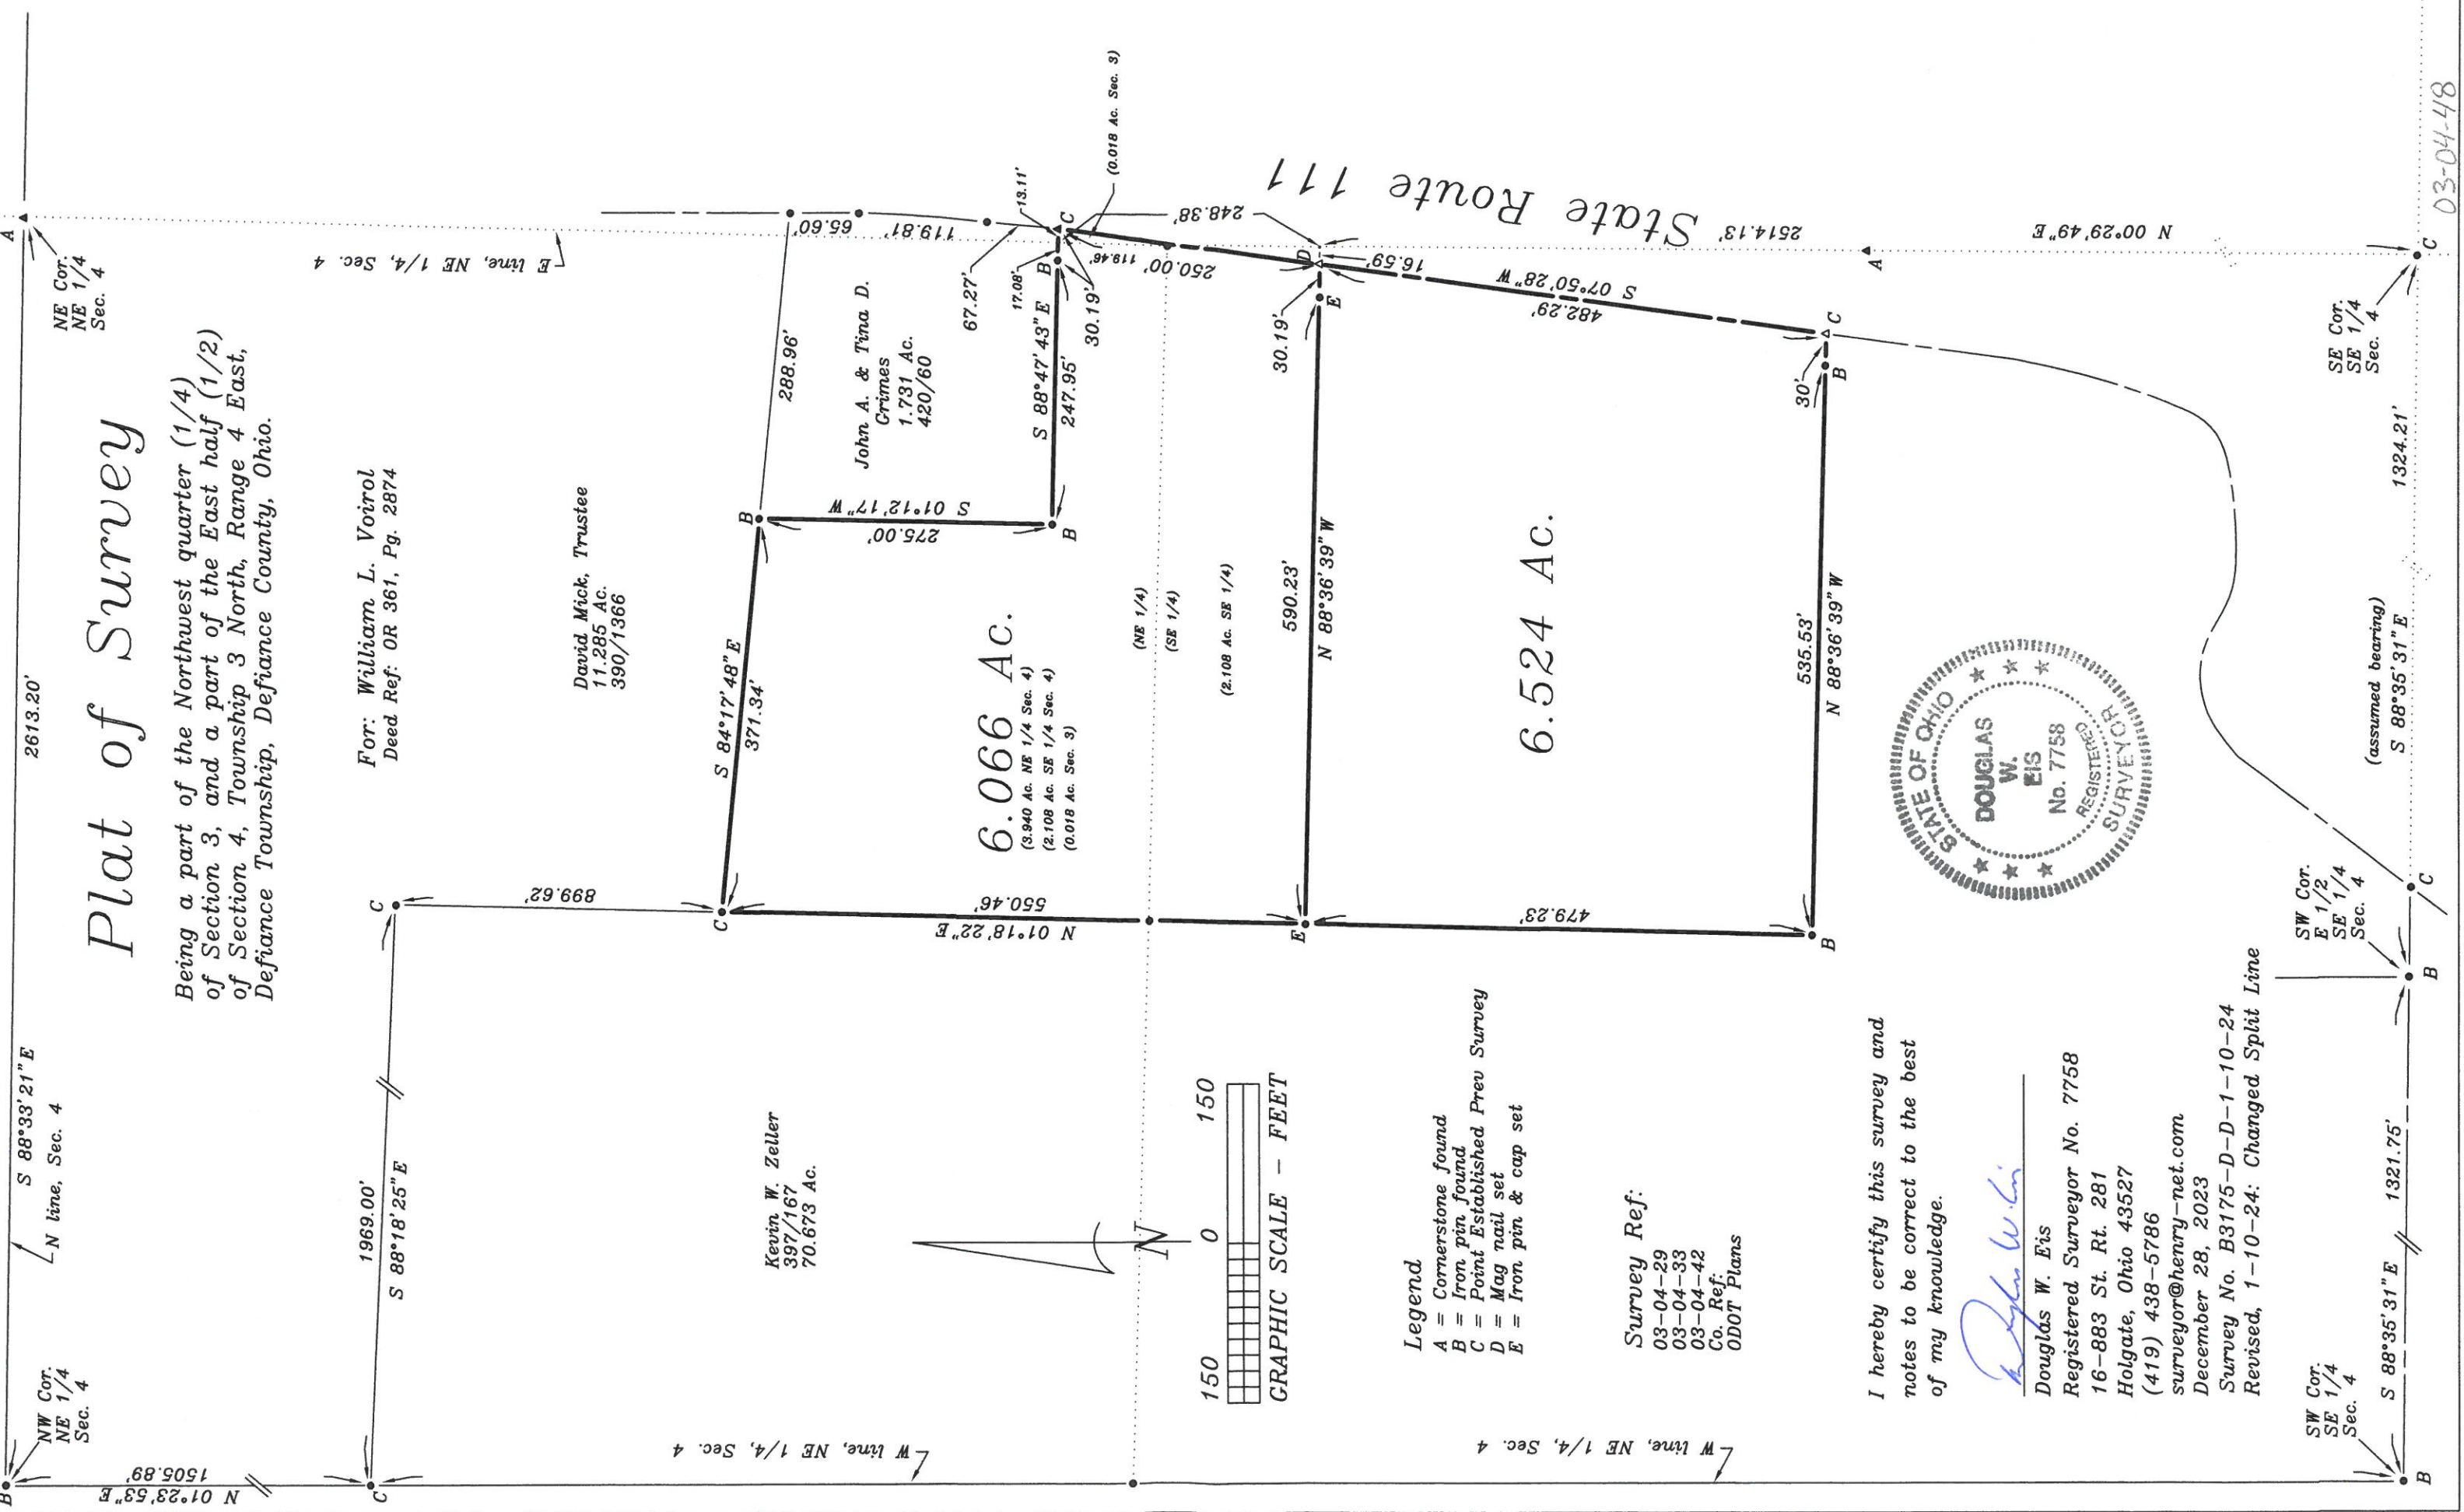 Plat of Survey
Being a part of the Northwest quarter (1/4)
of Section 3, and a part of the East half (1/2)
of Section 4, Township 3 North, Range 4 East,
Defiance Township, Defiance County, Ohio.
For: William L. Voirol
Deed Ref: OR 361, Pg. 2874
B
NW Cor.
NE 1/4
Sec. 4
S 88°33'21"E
N line, Sec. 4
2613.20'
A
NE Cor.
NE 1/4
Sec. 4
N 01°23'53"E
1505.89'
C
1969.00'
S 88°18'25"E
C
899.62'
E line, NE 1/4, Sec. 4
David Mick, Trustee
11.285 Ac.
390/1366
C
S 84°17'48"E
371.34'
B
288.96'
65.60'
119.81'
67.27'
13.11'
John A. & Tina D.
Grimes
1.731 Ac.
420/60
S 01°12'17"W
275.00'
B
S 88°47'43"E
247.95'
17.08'
B
30.19'
C
(0.018 Ac. Sec. 3)
Kevin W. Zeller
397/167
70.673 Ac.
W line, NE 1/4, Sec. 4
N 01°18'22"E
550.46'
6.066 Ac.
(3.940 Ac. NE 1/4 Sec. 4)
(2.108 Ac. SE 1/4 Sec. 4)
(0.018 Ac. Sec. 3)
(NE 1/4)
(SE 1/4)
(2.108 Ac. SE 1/4)
119.46'
250.00'
248.38'
State Route 111
E
590.23'
N 88°36'39"W
30.19'
E
D
16.59'
479.23'
6.524 Ac.
S 07°50'28"W
482.29'
2514.13'
N 00°29'49"E
A
B
535.53'
N 88°36'39"W
30'
B
C
N
150 0 150
GRAPHIC SCALE - FEET
Legend
A = Cornerstone found
B = Iron pin found
C = Point Established Prev Survey
D = Mag nail set
E = Iron pin & cap set
Survey Ref:
03-04-29
03-04-33
03-04-42
Co. Ref:
ODOT Plans
W line, NE 1/4, Sec. 4
I hereby certify this survey and
notes to be correct to the best
of my knowledge.
Douglas W. Eis
Registered Surveyor No. 7758
16-883 St. Rt. 281
Holgate, Ohio 43527
(419) 438-5786
surveyor@henry-net.com
December 28, 2023
Survey No. B3175-D-D-1-10-24
Revised, 1-10-24: Changed Split Line
STATE OF OHIO
DOUGLAS
W.
EIS
No. 7758
REGISTERED
SURVEYOR
SW Cor.
SE 1/4
Sec. 4
B
S 88°35'31"E
1321.75'
SW Cor.
E 1/2
SE 1/4
Sec. 4
B
C
(assumed bearing)
S 88°35'31"E
1324.21'
SE Cor.
SE 1/4
Sec. 4
C
03-04-48